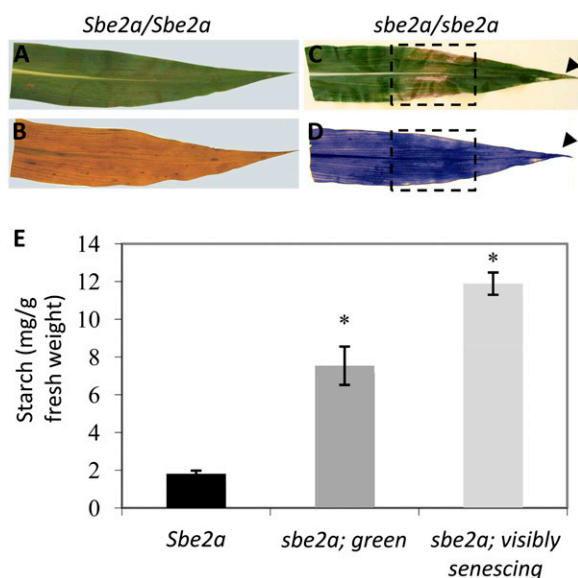 Sbe2a/Sbe2a
sbe2a/sbe2a
A
C
B
D
E
Starch (mg/g
fresh weight)
14
12
10
8
6
4
2
0
*
*
Sbe2a
sbe2a; green
sbe2a; visibly
senescing